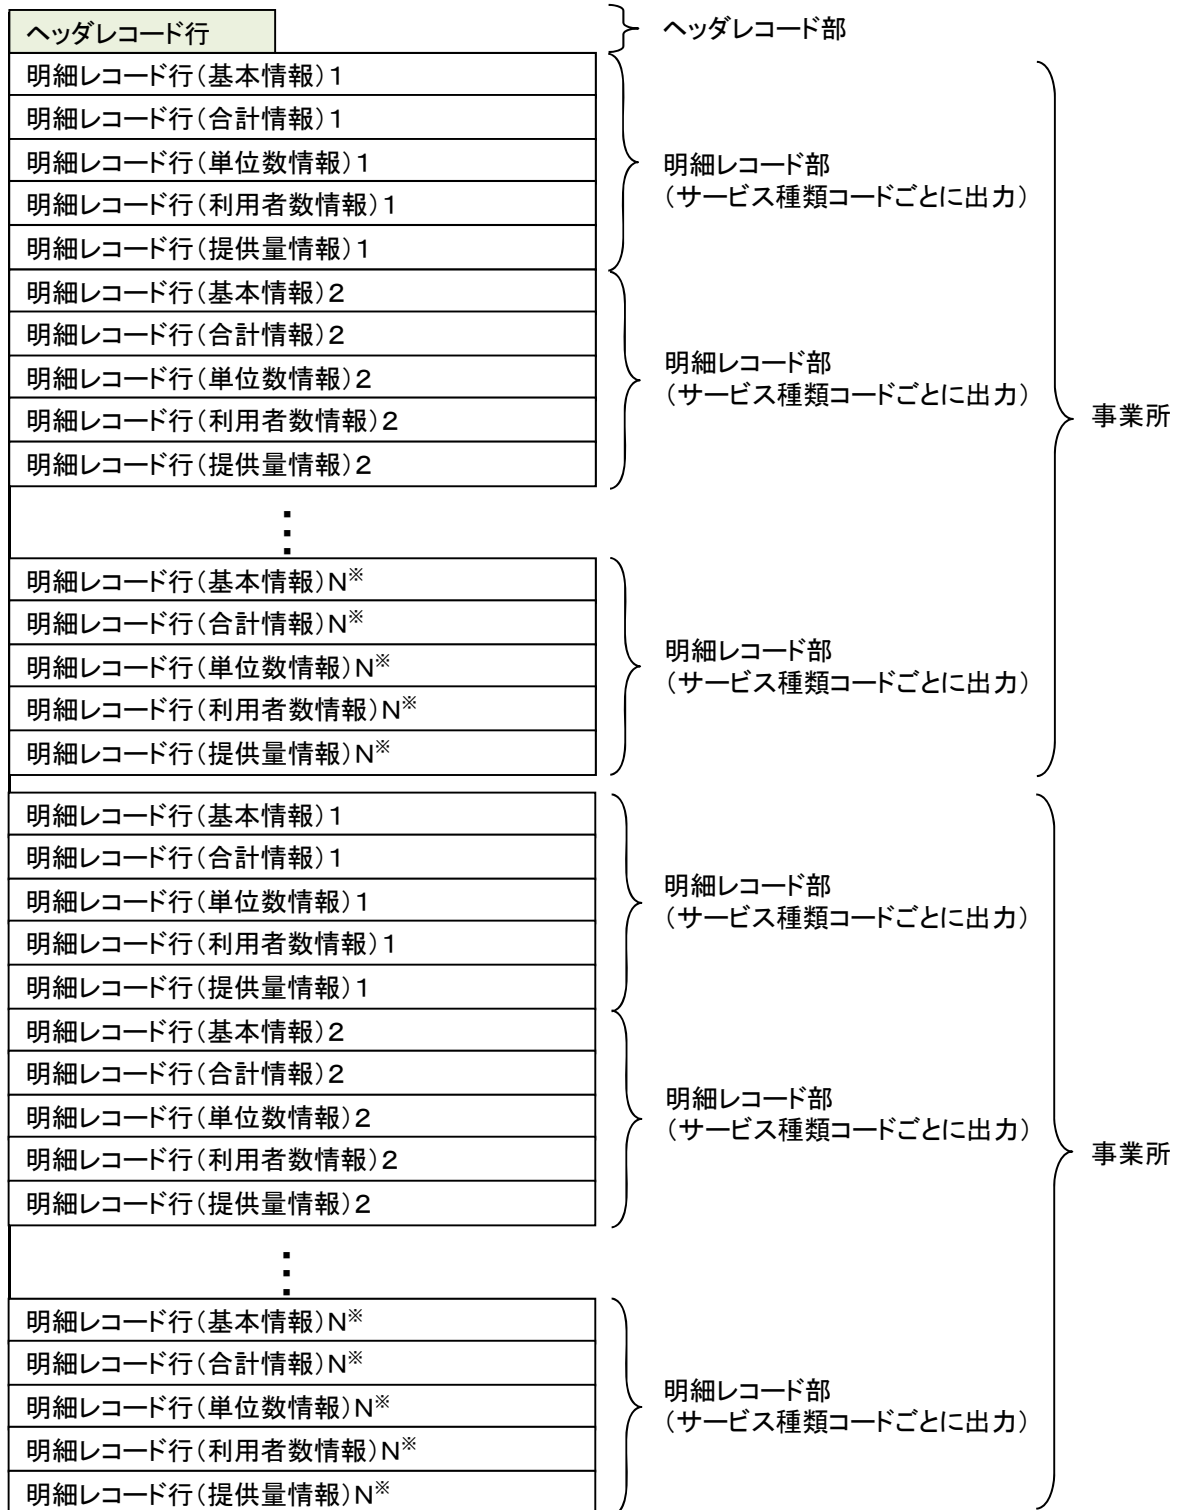 ヘッダレコード行
ヘッダレコード部
明細レコード行(基本情報)1
明細レコード行(合計情報)1
明細レコード行(単位数情報)1
明細レコード行(利用者数情報)1
明細レコード行(提供量情報)1
明細レコード部
(サービス種類コードごとに出力)
明細レコード行(基本情報)2
明細レコード行(合計情報)2
明細レコード行(単位数情報)2
明細レコード行(利用者数情報)2
明細レコード行(提供量情報)2
明細レコード部
(サービス種類コードごとに出力)
事業所
明細レコード行(基本情報)N※
明細レコード行(合計情報)N※
明細レコード行(単位数情報)N※
明細レコード行(利用者数情報)N※
明細レコード行(提供量情報)N※
明細レコード部
(サービス種類コードごとに出力)
明細レコード行(基本情報)1
明細レコード行(合計情報)1
明細レコード行(単位数情報)1
明細レコード行(利用者数情報)1
明細レコード行(提供量情報)1
明細レコード部
(サービス種類コードごとに出力)
明細レコード行(基本情報)2
明細レコード行(合計情報)2
明細レコード行(単位数情報)2
明細レコード行(利用者数情報)2
明細レコード行(提供量情報)2
明細レコード部
(サービス種類コードごとに出力)
事業所
明細レコード行(基本情報)N※
明細レコード行(合計情報)N※
明細レコード行(単位数情報)N※
明細レコード行(利用者数情報)N※
明細レコード行(提供量情報)N※
明細レコード部
(サービス種類コードごとに出力)